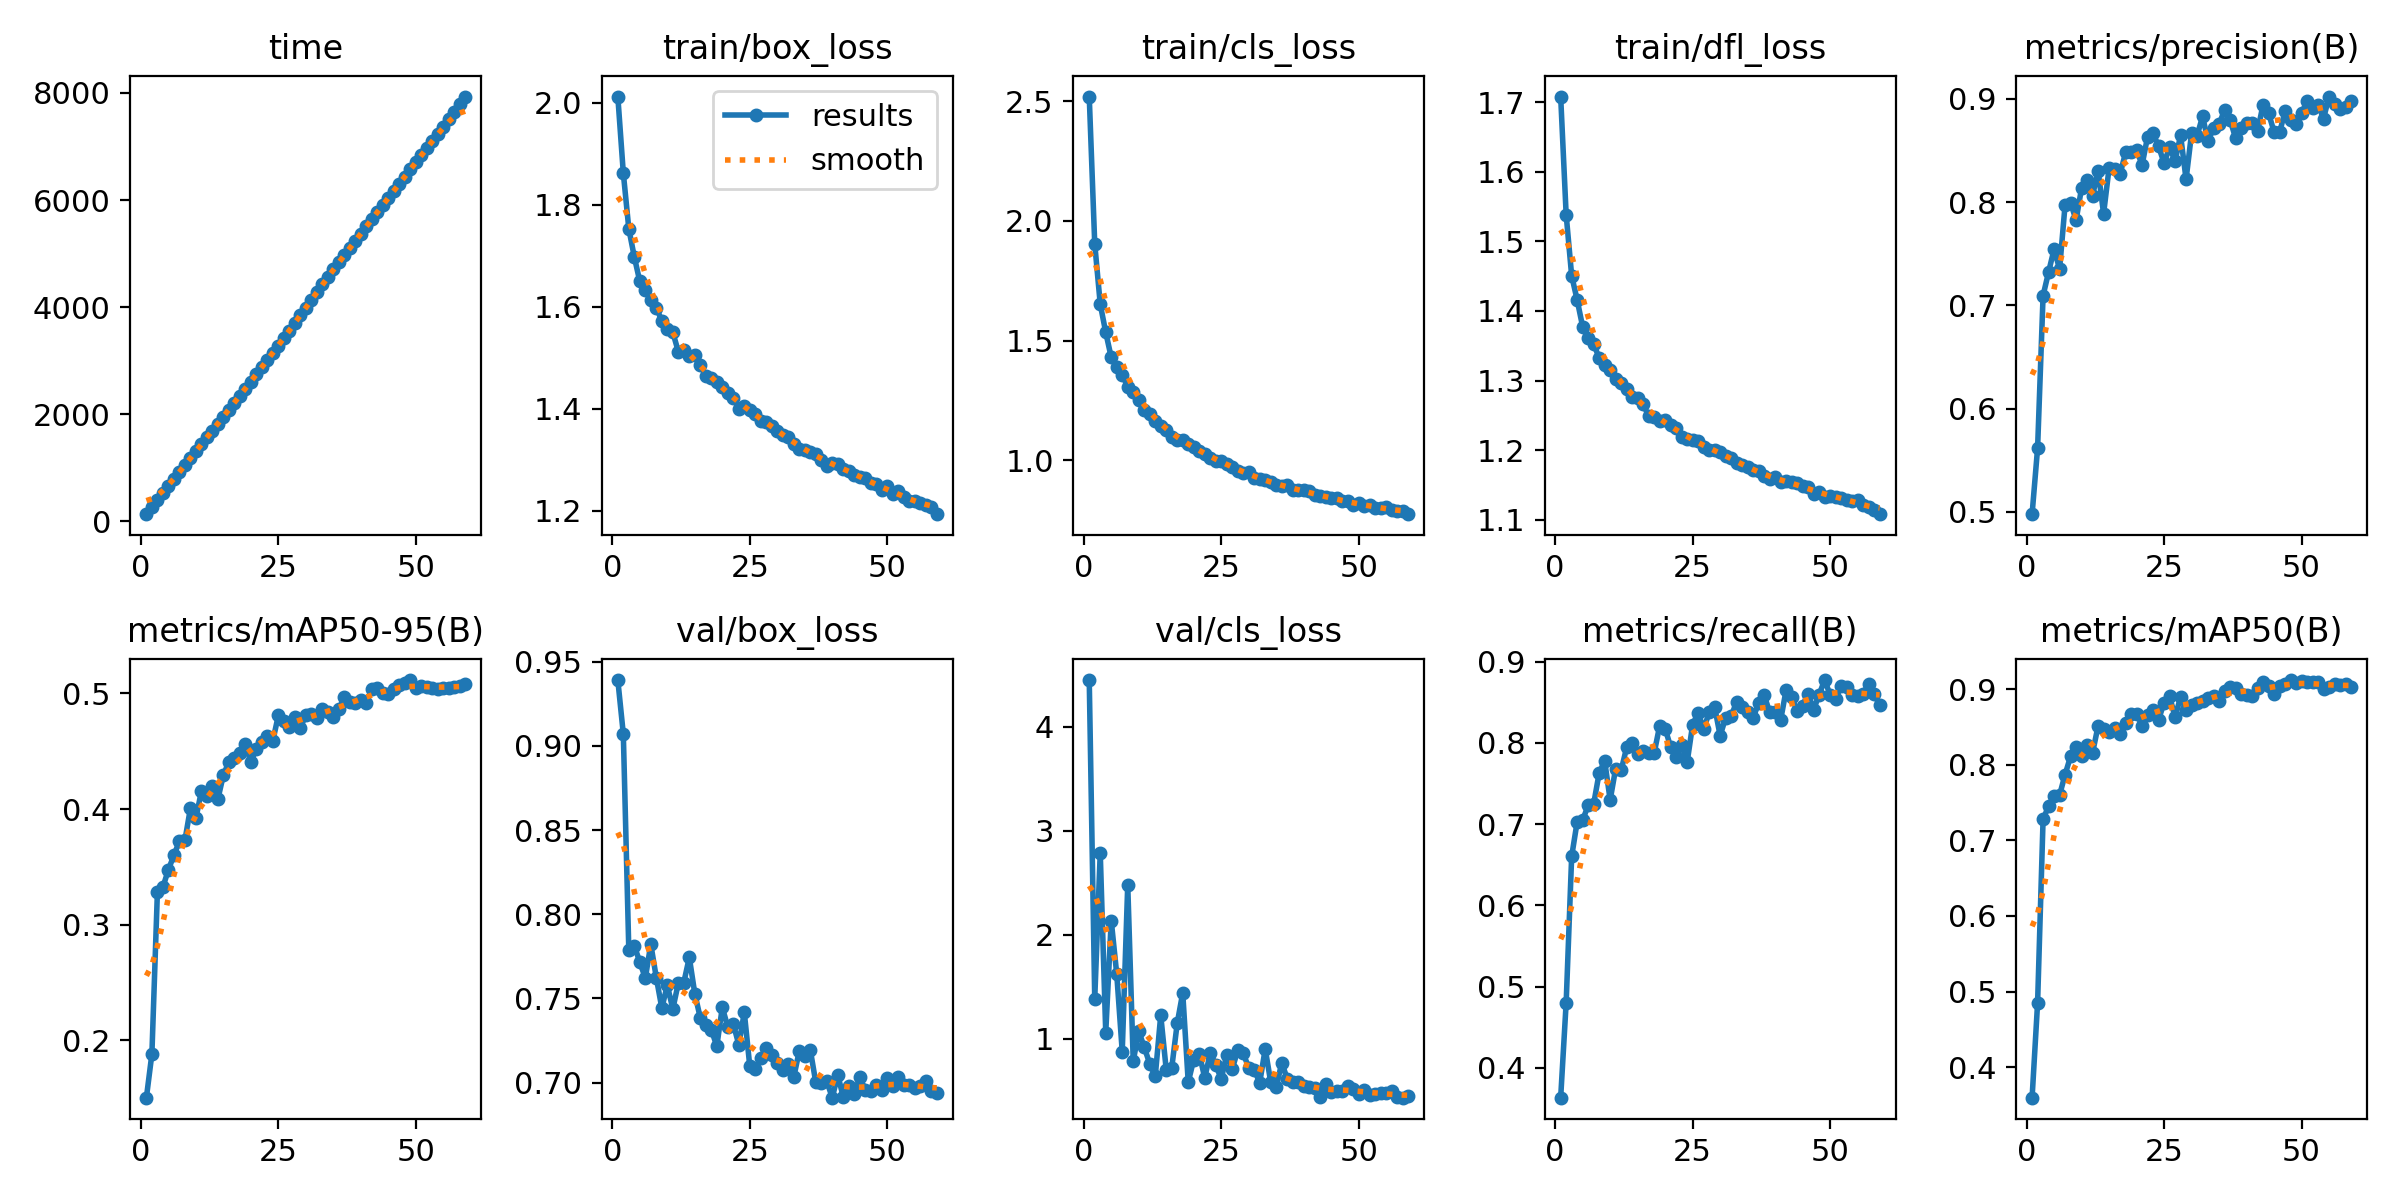 time
8000
6000
4000
2000
0
0 25 50
train/box_loss
results
smooth
2.0
1.8
1.6
1.4
1.2
0 25 50
train/cls_loss
2.5
2.0
1.5
1.0
0 25 50
train/dfl_loss
1.7
1.6
1.5
1.4
1.3
1.2
1.1
0 25 50
metrics/precision(B)
0.9
0.8
0.7
0.6
0.5
0 25 50
metrics/mAP50-95(B)
0.5
0.4
0.3
0.2
0 25 50
val/box_loss
0.95
0.90
0.85
0.80
0.75
0.70
0 25 50
val/cls_loss
4
3
2
1
0 25 50
metrics/recall(B)
0.9
0.8
0.7
0.6
0.5
0.4
0 25 50
metrics/mAP50(B)
0.9
0.8
0.7
0.6
0.5
0.4
0 25 50